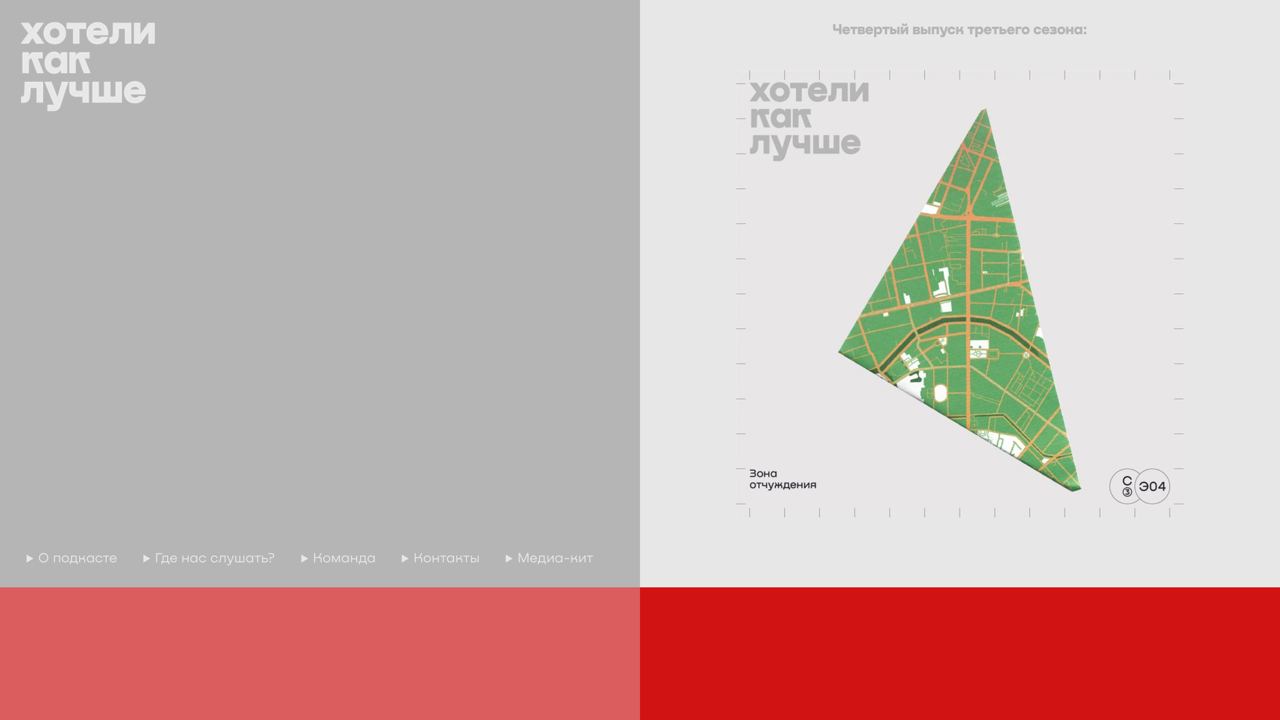 хотели
как
лучше
▶ О подкасте ▶ Где нас слушать? ▶ Команда ▶ Контакты ▶ Медиа-кит
Четвертый выпуск третьего сезона:
хотели
как
лучше
Зона
отчуждения
С
3
Э04